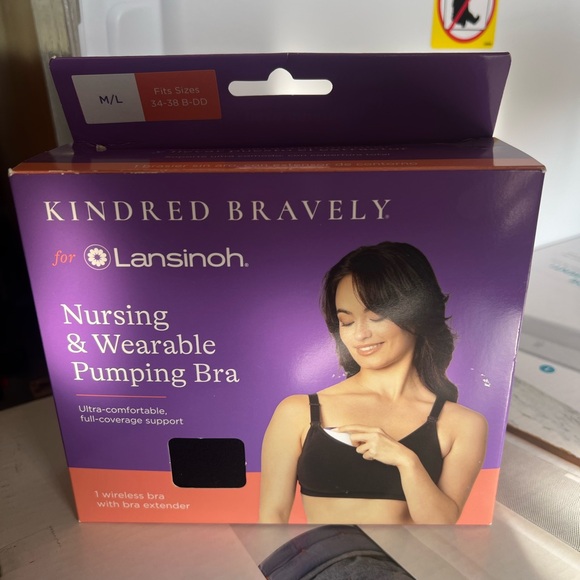 M/L
Fits Sizes
34-38 B-DD
KINDRED BRAVELY®
for Lansinoh®
Nursing
& Wearable
Pumping Bra
Ultra-comfortable,
full-coverage support
1 wireless bra
with bra extender